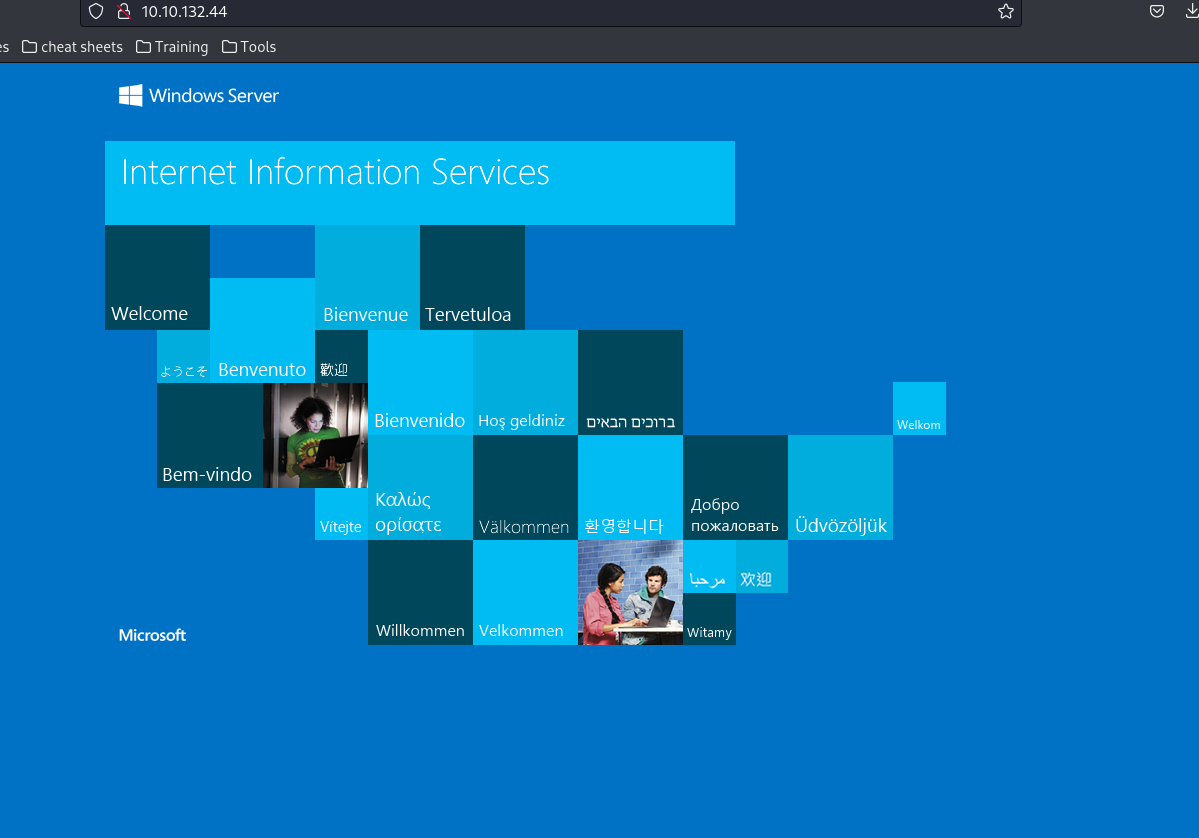 10.10.132.44
es
cheat sheets
Training
Tools
Windows Server
Internet Information Services
Welcome
Bienvenue
Tervetuloa
ようこそ
Benvenuto
歡迎
Bienvenido
Hoş geldiniz
ברוכים הבאים
Welkom
Bem-vindo
Vítejte
Καλώς
ορίσατε
Välkommen
환영합니다
Добро
пожаловать
Üdvözöljük
مرحبا
欢迎
Willkommen
Velkommen
Witamy
Microsoft